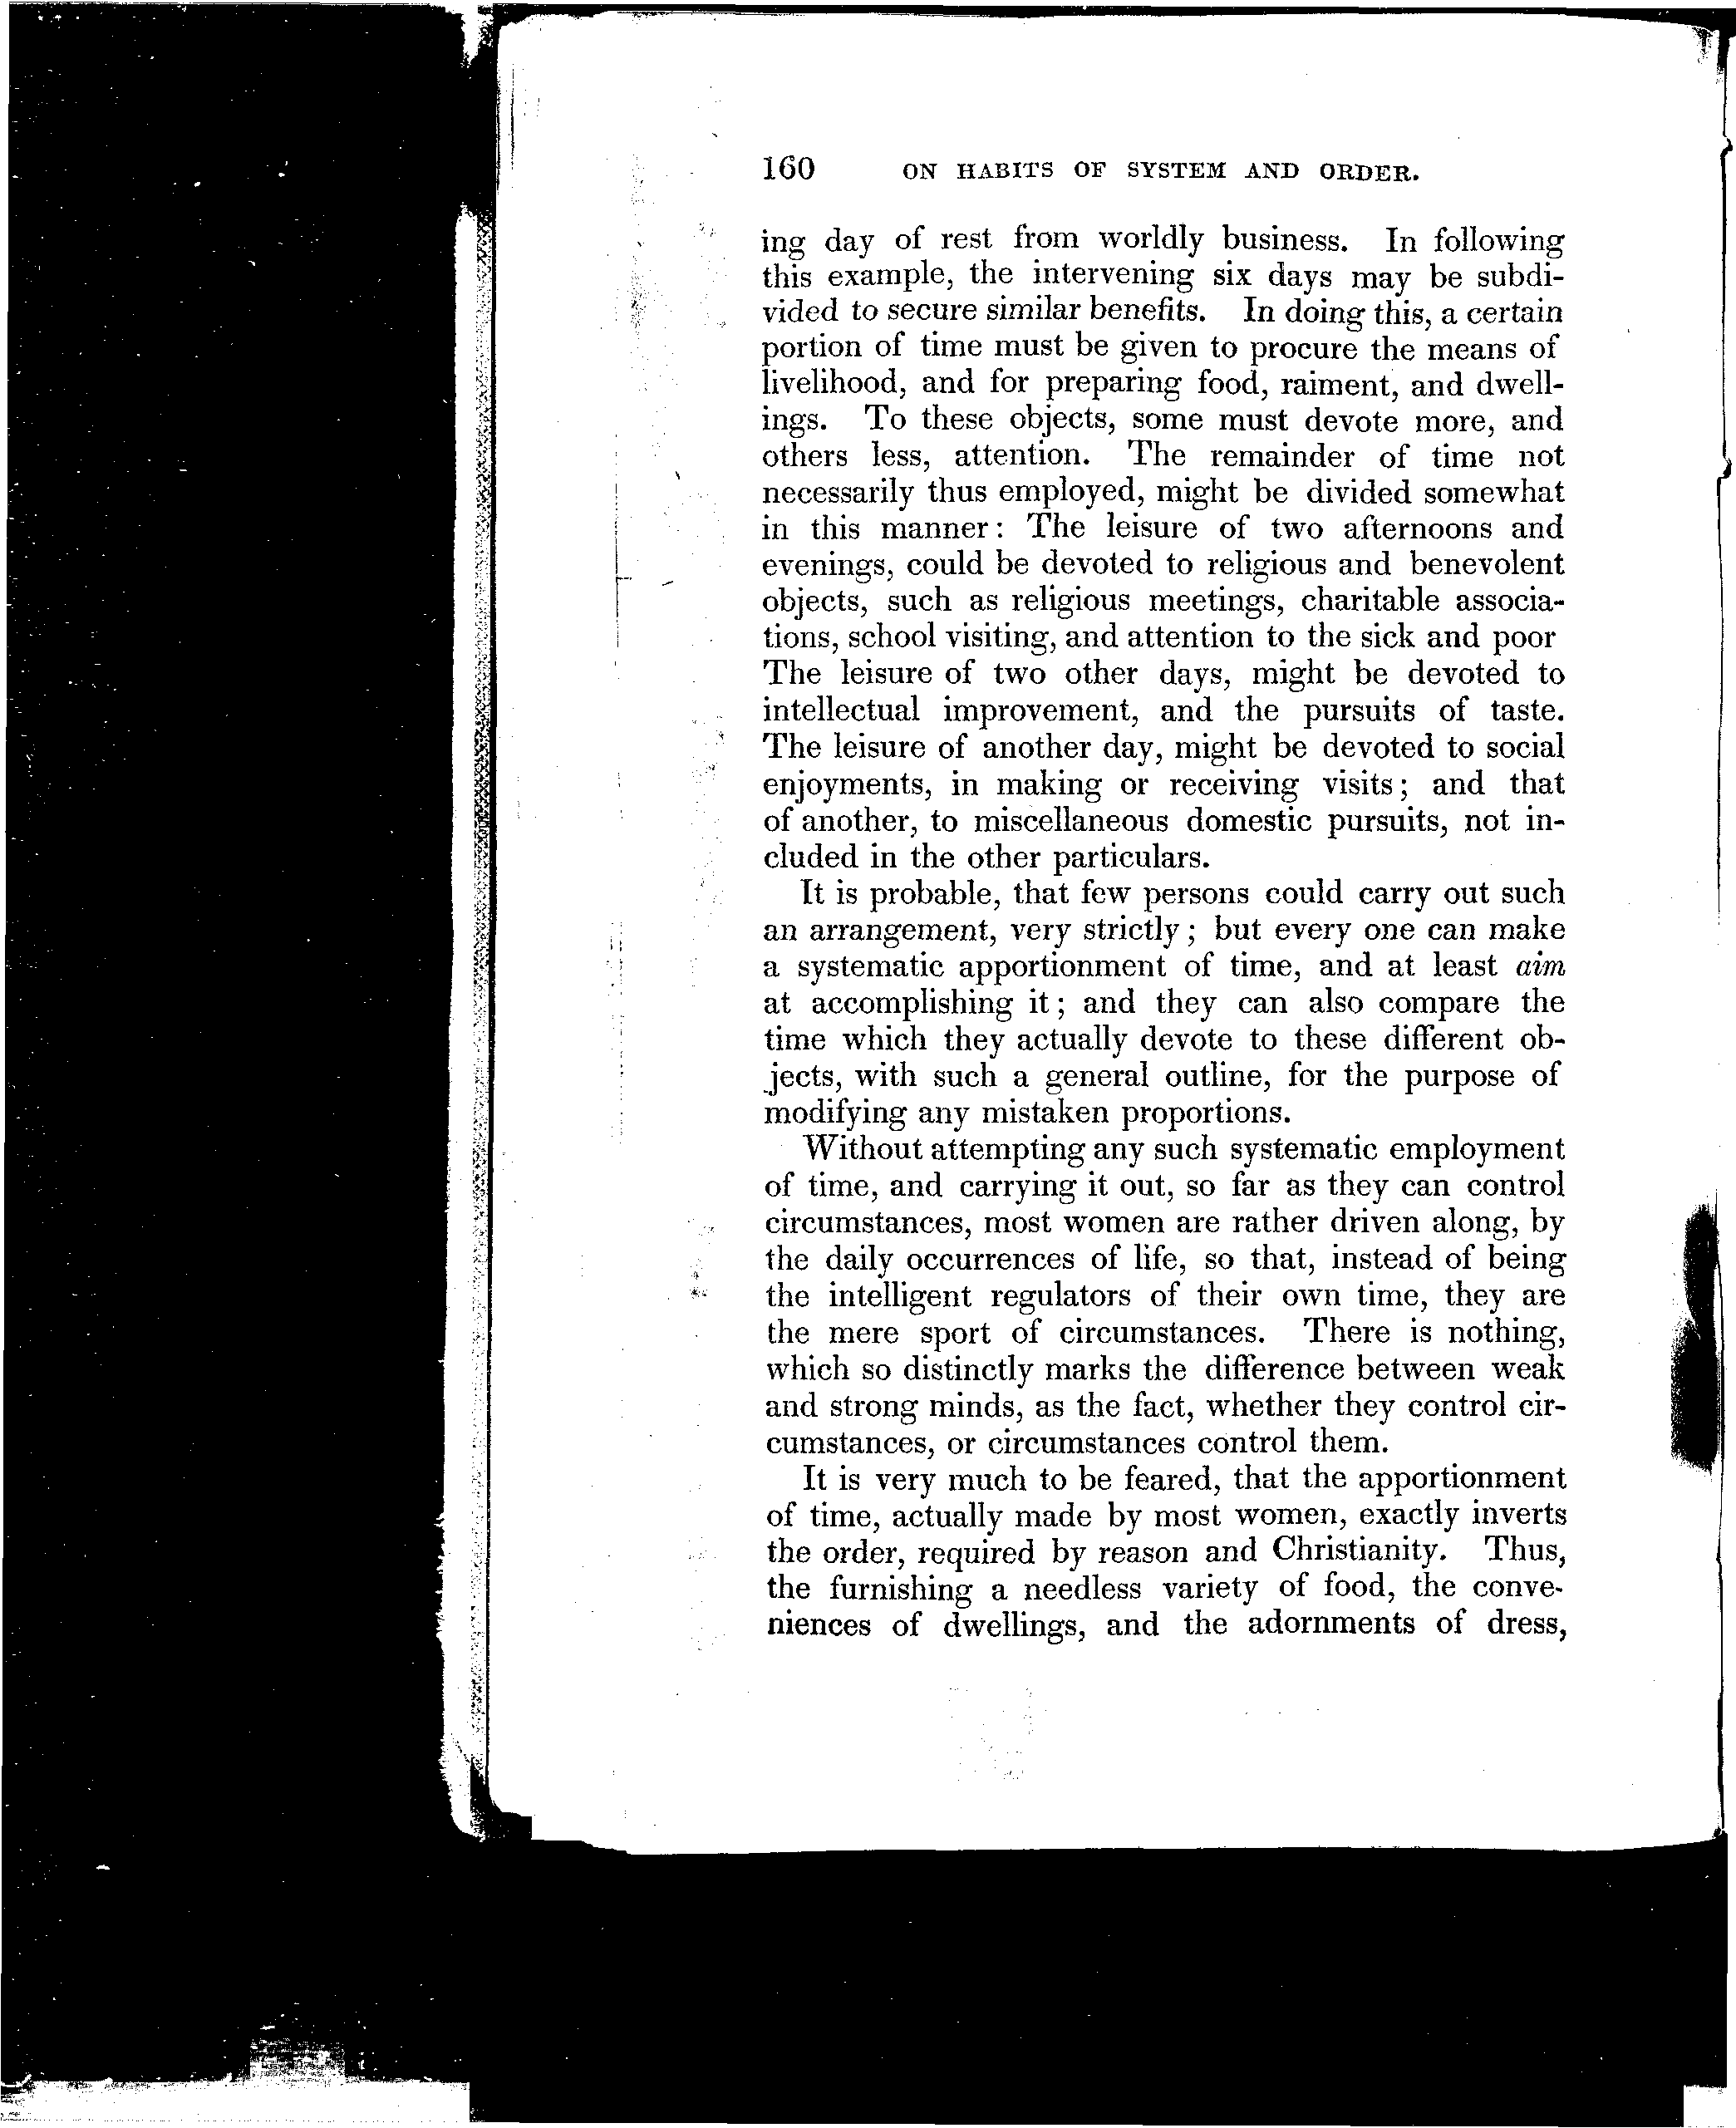 160 ON HABITS OF SYSTEM AND ORDER.
ing day of rest from worldly business. In following
this example, the intervening six days may be subdi-
vided to secure similar benefits. In doing this, a certain
portion of time must be given to procure the means of
livelihood, and for preparing food, raiment, and dwell-
ings. To these objects, some must devote more, and
others less, attention. The remainder of time not
necessarily thus employed, might be divided somewhat
in this manner: The leisure of two afternoons and
evenings, could be devoted to religious and benevolent
objects, such as religious meetings, charitable associa-
tions, school visiting, and attention to the sick and poor
The leisure of two other days, might be devoted to
intellectual improvement, and the pursuits of taste.
The leisure of another day, might be devoted to social
enjoyments, in making or receiving visits; and that
of another, to miscellaneous domestic pursuits, not in-
cluded in the other particulars.
It is probable, that few persons could carry out such
an arrangement, very strictly; but every one can make
a systematic apportionment of time, and at least aim
at accomplishing it; and they can also compare the
time which they actually devote to these different ob-
jects, with such a general outline, for the purpose of
modifying any mistaken proportions.
Without attempting any such systematic employment
of time, and carrying it out, so far as they can control
circumstances, most women are rather driven along, by
the daily occurrences of life, so that, instead of being
the intelligent regulators of their own time, they are
the mere sport of circumstances. There is nothing,
which so distinctly marks the difference between weak
and strong minds, as the fact, whether they control cir-
cumstances, or circumstances control them.
It is very much to be feared, that the apportionment
of time, actually made by most women, exactly inverts
the order, required by reason and Christianity. Thus,
the furnishing a needless variety of food, the conve-
niences of dwellings, and the adornments of dress,